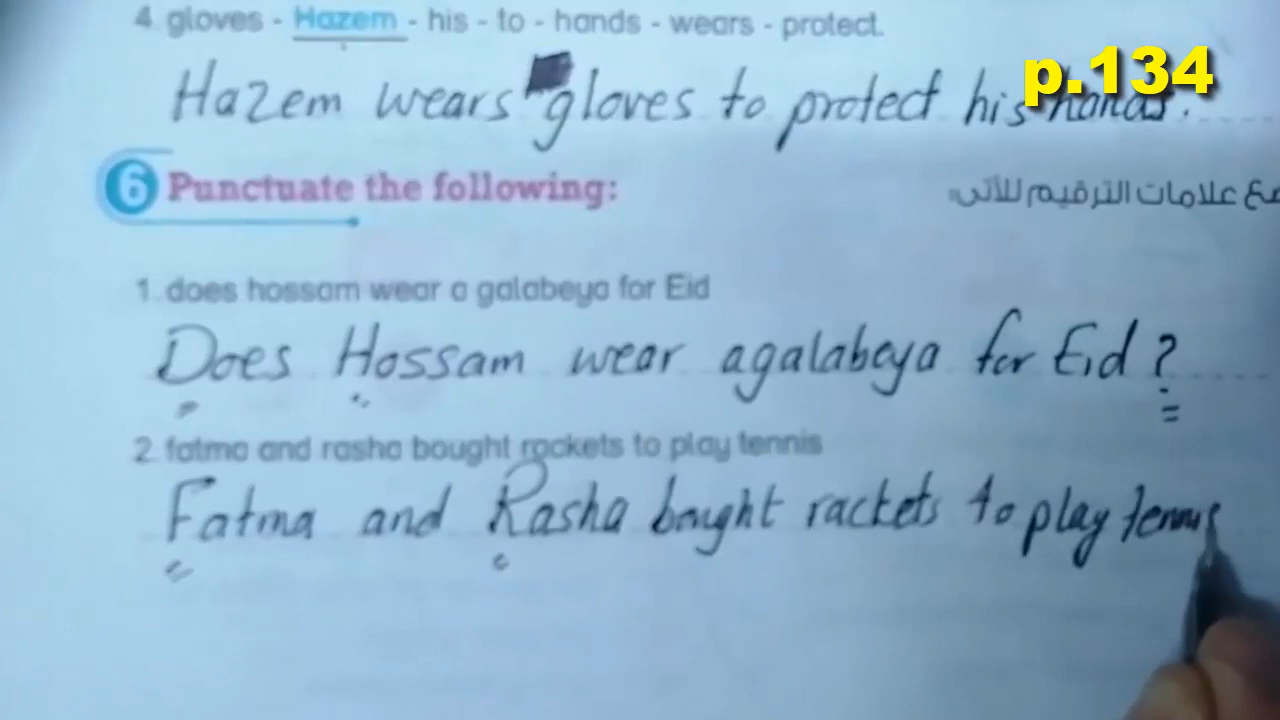 4. gloves - Hazem - his - to - hands - wears - protect.
p.134
Hazem wears gloves to protect his hands.
6 Punctuate the following:
ضع علامات الترقيم للآتي:
1. does hossam wear a galabeya for Eid
Does Hossam wear agalabeya for Eid ?
2. fatma and rasha bought rackets to play tennis
Fatma and Rasha bought rackets to play tennis